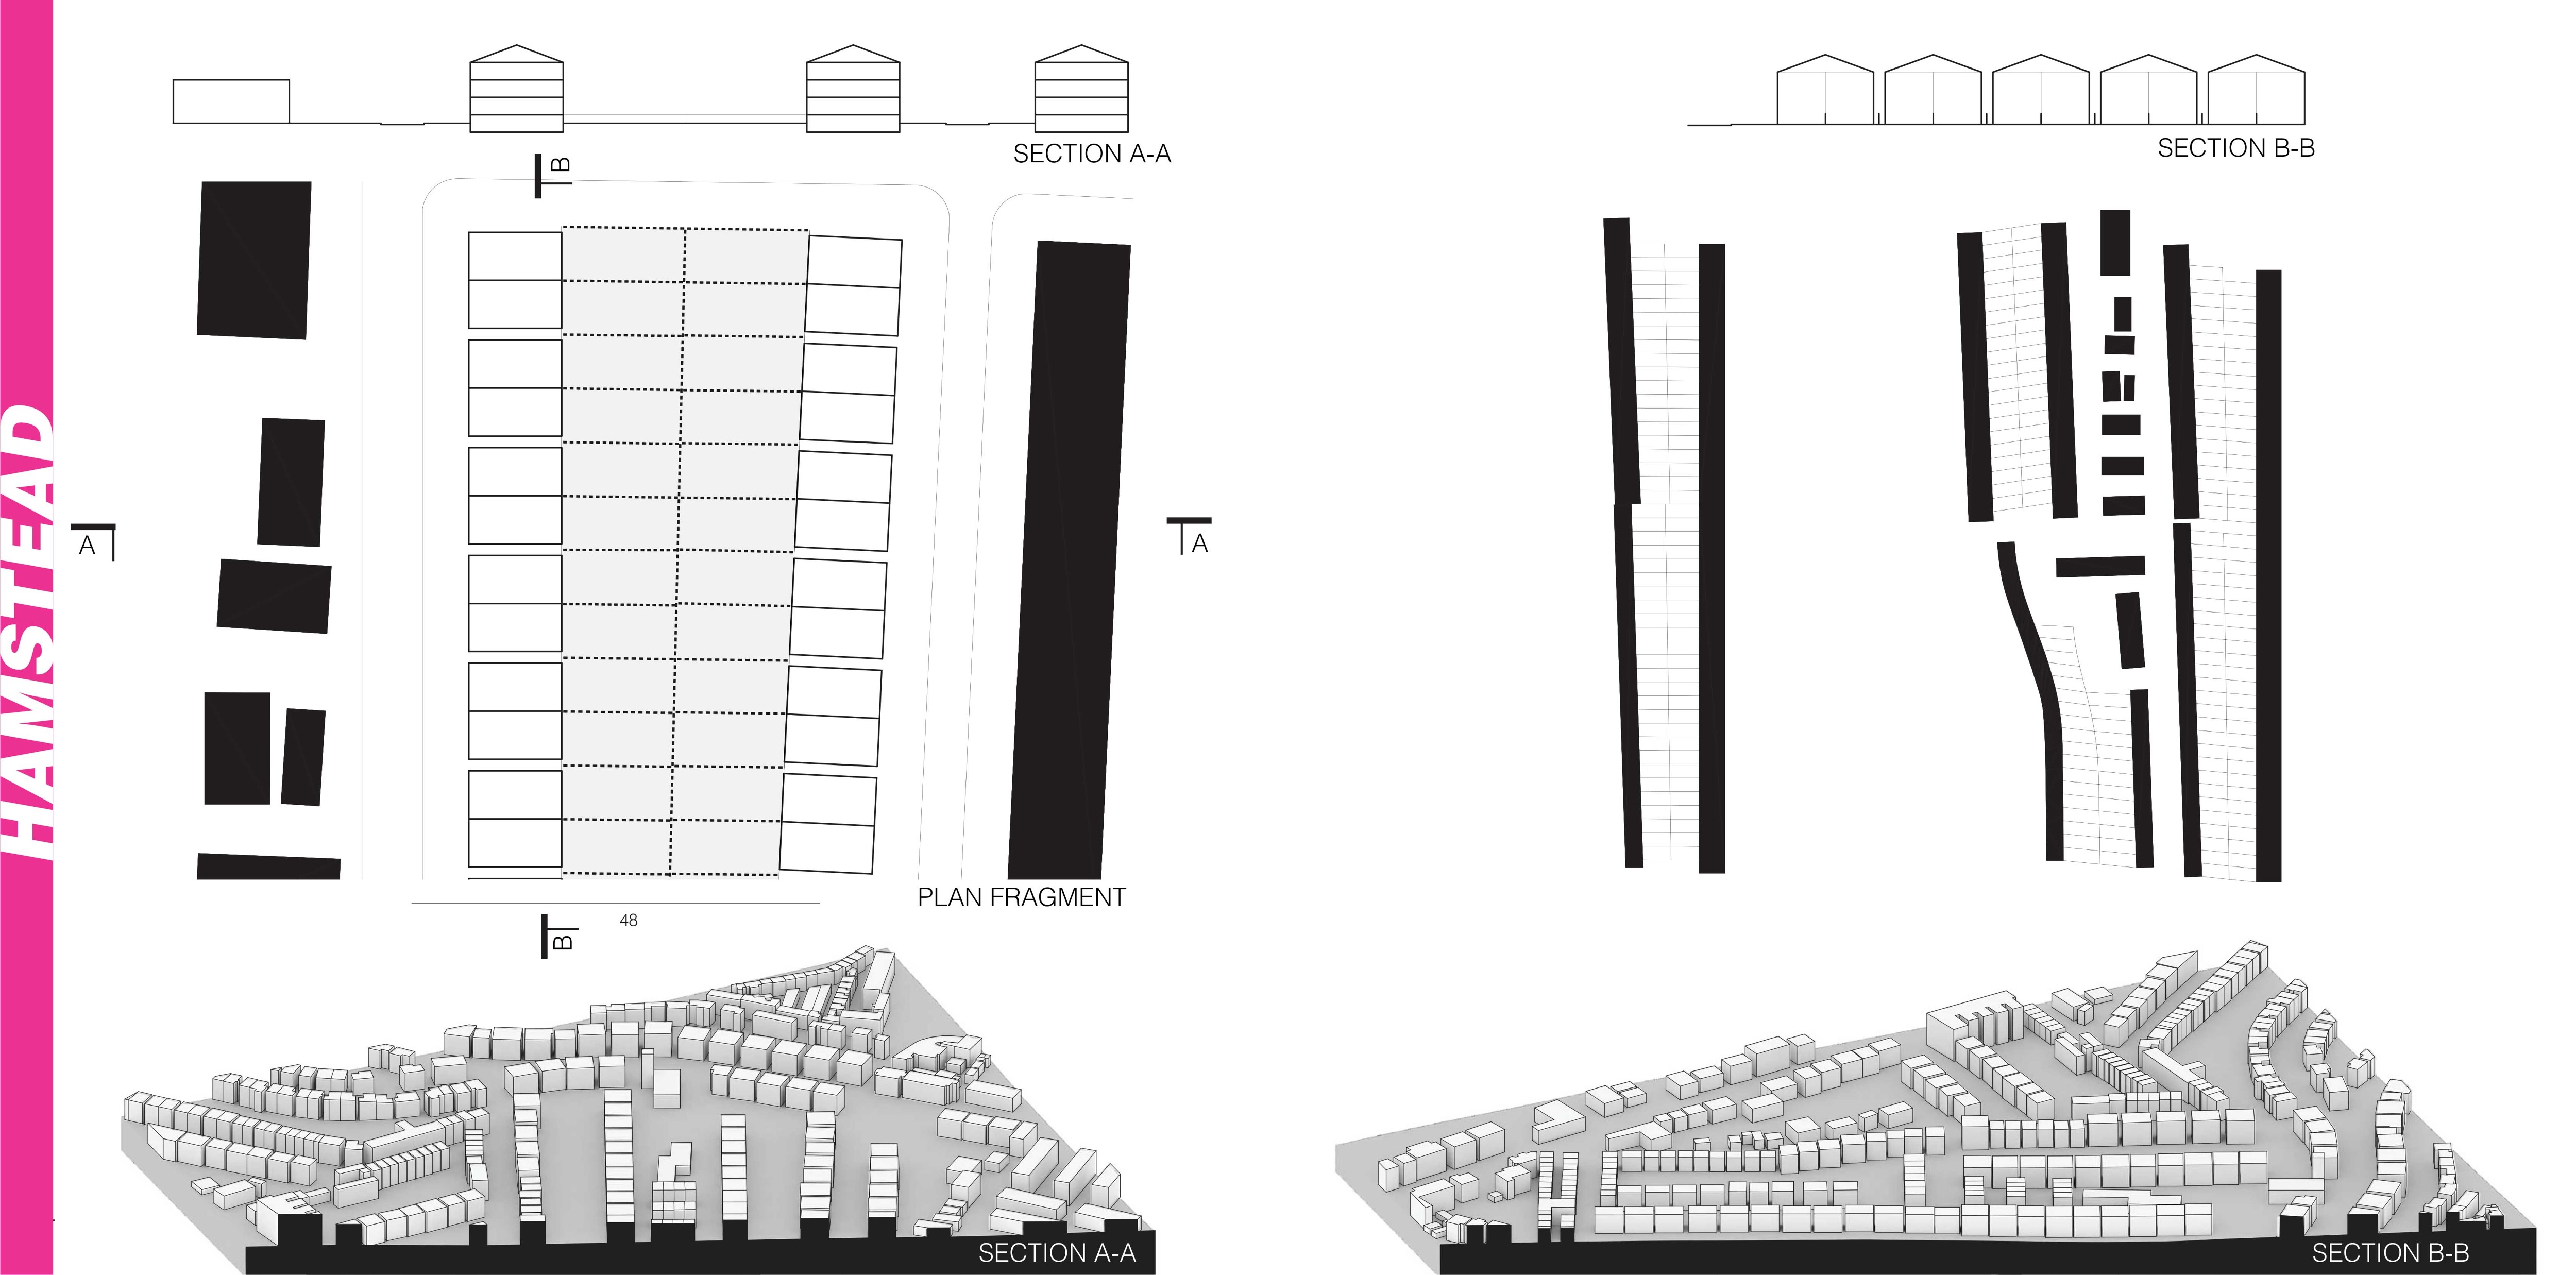 HAMSTEAD
SECTION A-A
SECTION B-B
B
A
A
PLAN FRAGMENT
48
B
SECTION A-A
SECTION B-B